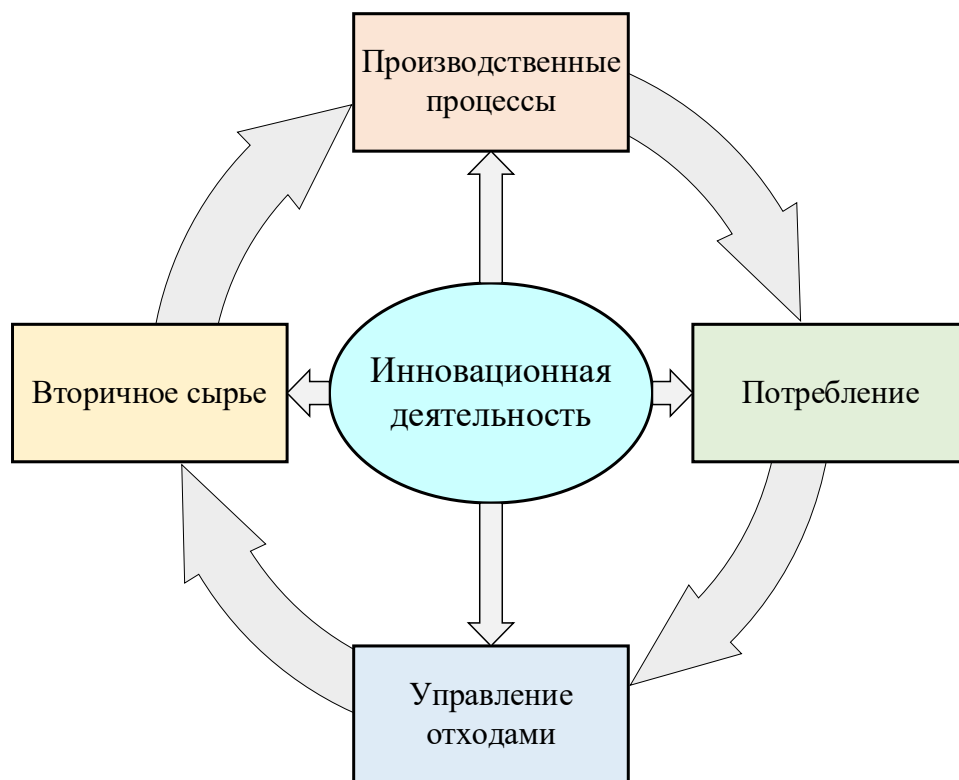 Производственные
процессы
Вторичное сырье
Инновационная
деятельность
Потребление
Управление
отходами